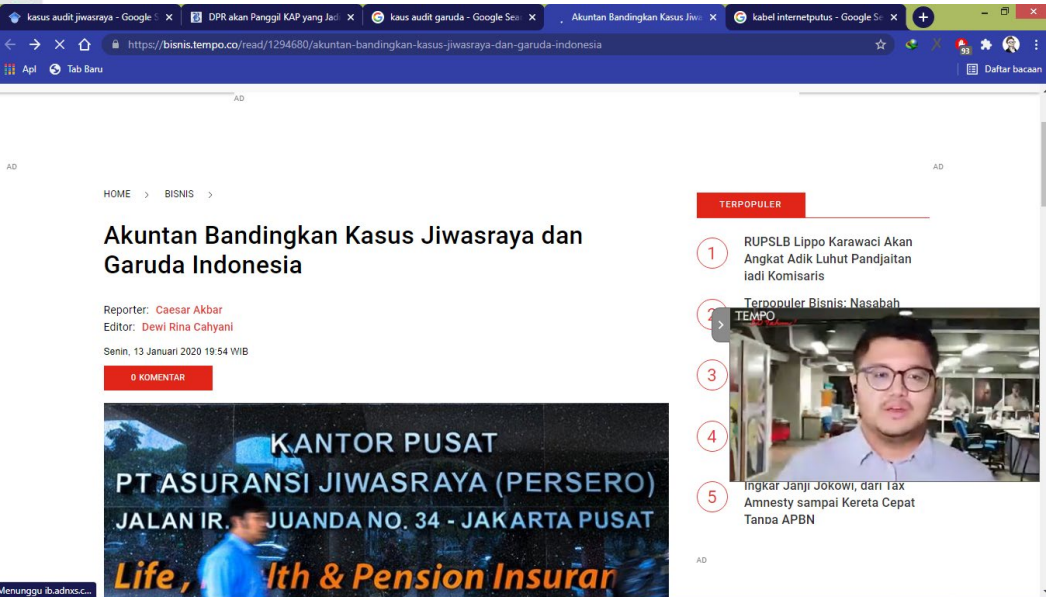 kasus audit jiwasraya - Google S
DPR akan Panggil KAP yang Jadi
kaus audit garuda - Google Sear
Akuntan Bandingkan Kasus Jiwa
kabel internetputus - Google Se
https://bisnis.tempo.co/read/1294680/akuntan-bandingkan-kasus-jiwasraya-dan-garuda-indonesia
93
Apl
Tab Baru
Daftar bacaan
AD
AD
AD
HOME > BISNIS >
Akuntan Bandingkan Kasus Jiwasraya dan
Garuda Indonesia
Reporter: Caesar Akbar
Editor: Dewi Rina Cahyani
Senin, 13 Januari 2020 19:54 WIB
0 KOMENTAR
KANTOR PUSAT
PT ASURANSI JIWASRAYA (PERSERO)
JALAN IR. JUANDA NO. 34 - JAKARTA PUSAT
Life, & Pension
TERPOPULER
1
RUPSLB Lippo Karawaci Akan
Angkat Adik Luhut Pandjaitan
jadi Komisaris
2
Terpopuler Bisnis: Nasabah
TEMPO
3
4
5
Ingkar Janji Jokowi, dari Tax
Amnesty sampai Kereta Cepat
Tanpa APBN
AD
Menunggu ib.adnxs.c...